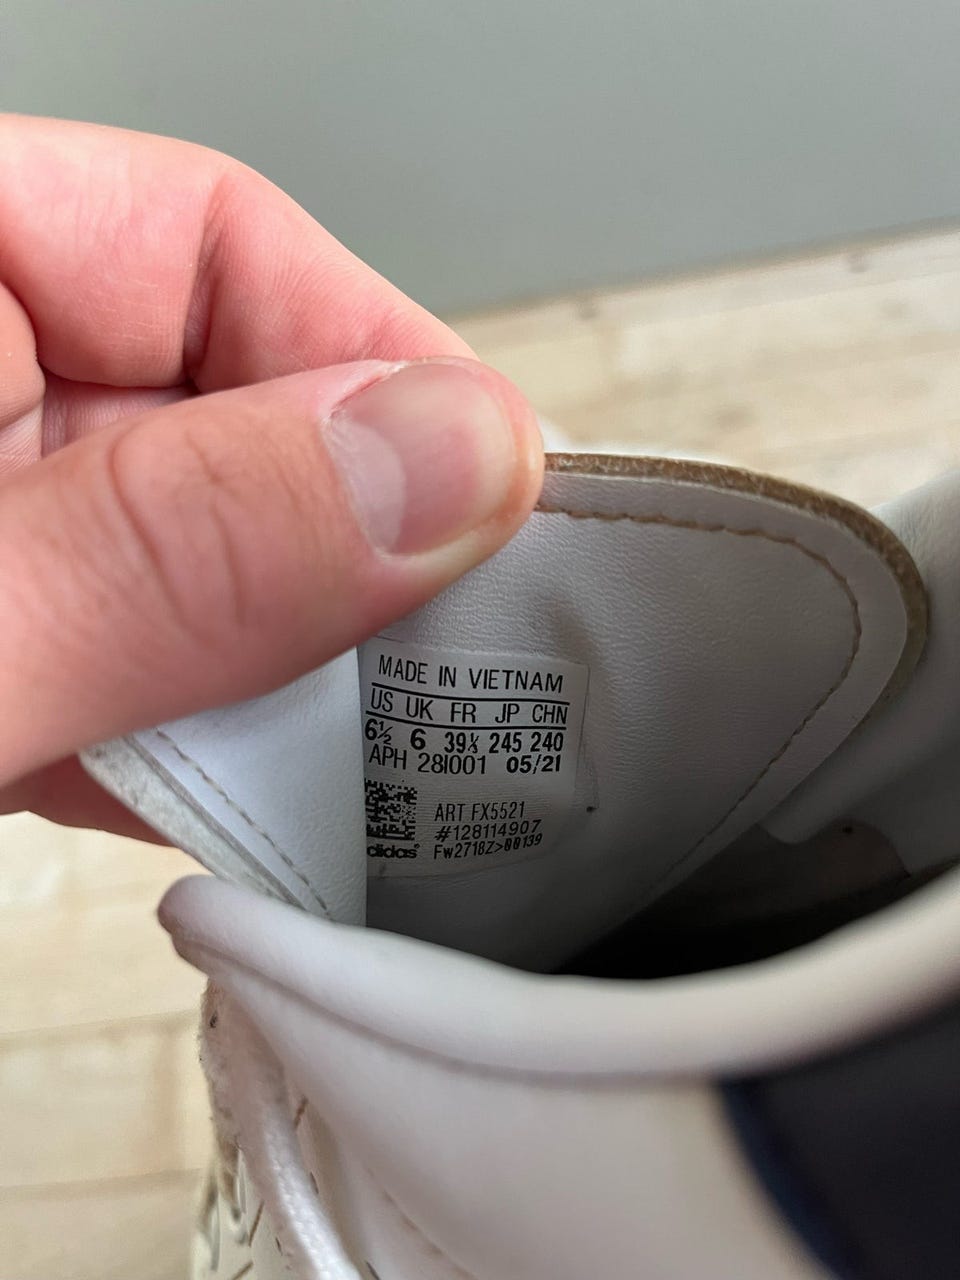 MADE IN VIETNAM
US UK FR JP CHN
6½ 6 39⅓ 245 240
APH 28I001 05/21
ART FX5521
#128114907
adidas FW2718Z>00139